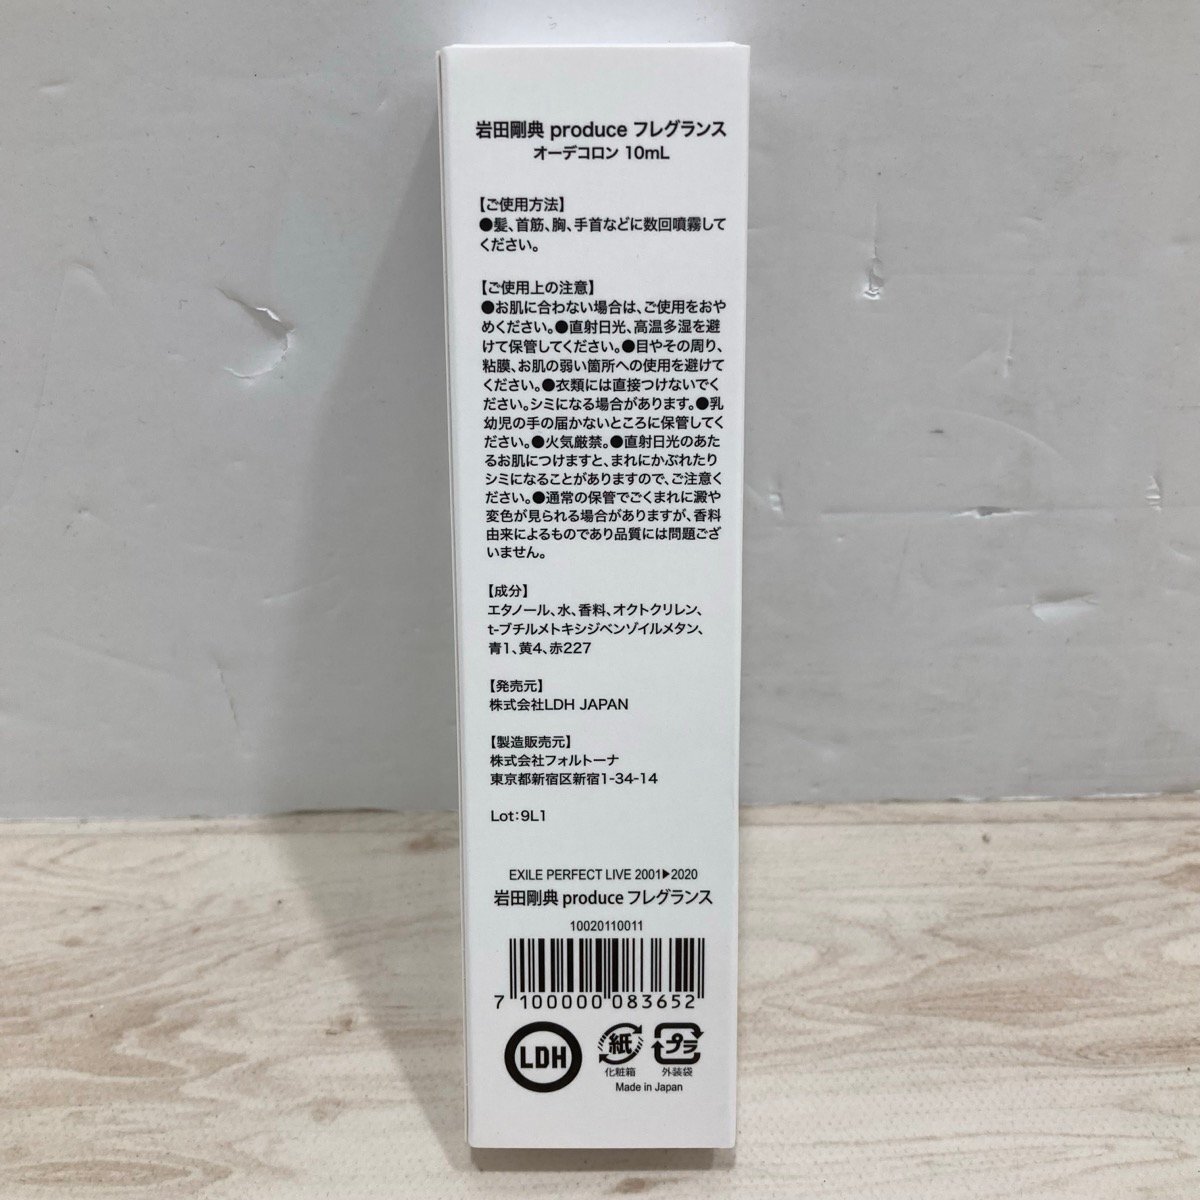 岩田剛典 produce フレグランス
オーデコロン 10mL
【ご使用方法】
●髪、首筋、胸、手首などに数回噴霧して
ください。
【ご使用上の注意】
●お肌に合わない場合は、ご使用をおや
めください。●直射日光、高温多湿を避
けて保管してください。●目やその周り、
粘膜、お肌の弱い箇所への使用を避けて
ください。●衣類には直接つけないでく
ださい。シミになる場合があります。●乳
幼児の手の届かないところに保管してく
ださい。●火気厳禁。●直射日光のあた
るお肌につけますと、まれにかぶれたり
シミになることがありますので、ご注意く
ださい。●通常の保管でごくまれに澱や
変色が見られる場合がありますが、香料
由来によるものであり品質には問題ござ
いません。
【成分】
エタノール、水、香料、オクトクリレン、
t-ブチルメトキシジベンゾイルメタン、
青1、黄4、赤227
【発売元】
株式会社LDH JAPAN
【製造販売元】
株式会社フォルトーナ
東京都新宿区新宿1-34-14
Lot:9L1
EXILE PERFECT LIVE 2001▶2020
岩田剛典 produce フレグランス
10020110011
7 100000 083652
LDH 紙 プラ
化粧箱 外装袋
Made in Japan